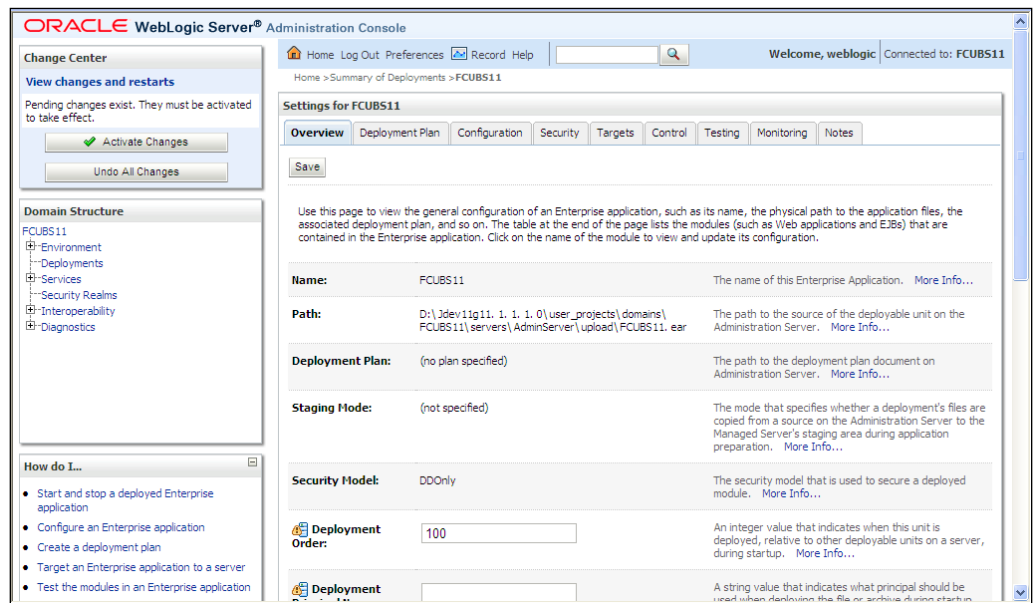 ORACLE WebLogic Server® Administration Console
Change Center
View changes and restarts
Pending changes exist. They must be activated
to take effect.
Activate Changes
Undo All Changes
Domain Structure
FCUBS11
Environment
Deployments
Services
Security Realms
Interoperability
Diagnostics
How do I...
Start and stop a deployed Enterprise
application
Configure an Enterprise application
Create a deployment plan
Target an Enterprise application to a server
Test the modules in an Enterprise application
Home Log Out Preferences Record Help
Welcome, weblogic Connected to: FCUBS11
Home >Summary of Deployments >FCUBS11
Settings for FCUBS11
Overview Deployment Plan Configuration Security Targets Control Testing Monitoring Notes
Save
Use this page to view the general configuration of an Enterprise application, such as its name, the physical path to the application files, the
associated deployment plan, and so on. The table at the end of the page lists the modules (such as Web applications and EJBs) that are
contained in the Enterprise application. Click on the name of the module to view and update its configuration.
Name: FCUBS11 The name of this Enterprise Application. More Info...
Path: D:\Jdev11g11. 1. 1. 1. 0\user_projects\domains\ The path to the source of the deployable unit on the
FCUBS11\servers\AdminServer\upload\FCUBS11. ear Administration Server. More Info...
Deployment Plan: (no plan specified) The path to the deployment plan document on
Administration Server. More Info...
Staging Mode: (not specified) The mode that specifies whether a deployment's files are
copied from a source on the Administration Server to the
Managed Server's staging area during application
preparation. More Info...
Security Model: DDOnly The security model that is used to secure a deployed
module. More Info...
Deployment 100 An integer value that indicates when this unit is
Order: deployed, relative to other deployable units on a server,
during startup. More Info...
Deployment A string value that indicates what principal should be
used when deploying the file or archive during startup